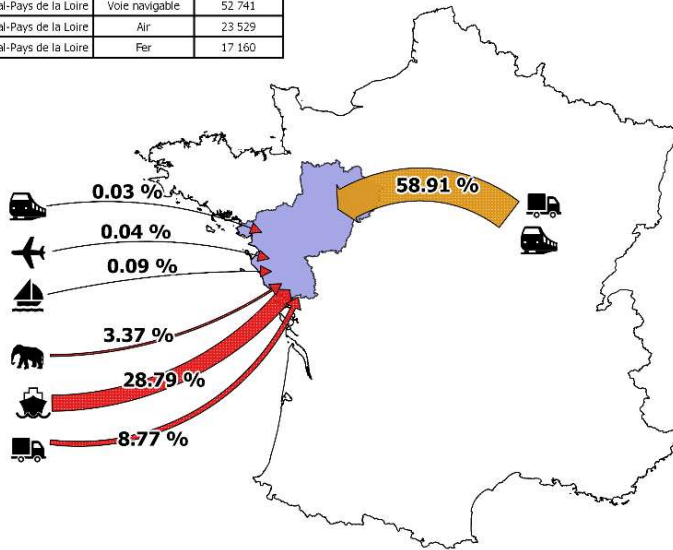 al-Pays de la Loire Voie navigable 52 741
al-Pays de la Loire Air 23 529
al-Pays de la Loire Fer 17 160
0.03 %
58.91 %
0.04 %
0.09 %
3.37 %
28.79 %
8.77 %